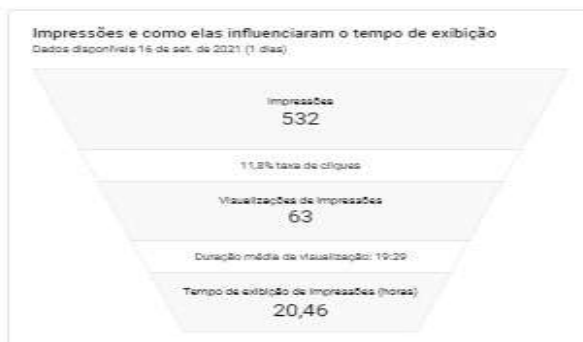 Impressões e como elas influenciaram o tempo de exibição
Dados disponíveis 16 de set. de 2021 (1 dias)
Impressões
532
11,8% taxa de cliques
Visualizações de impressões
63
Duração média de visualização: 19:29
Tempo de exibição de impressões (horas)
20,46